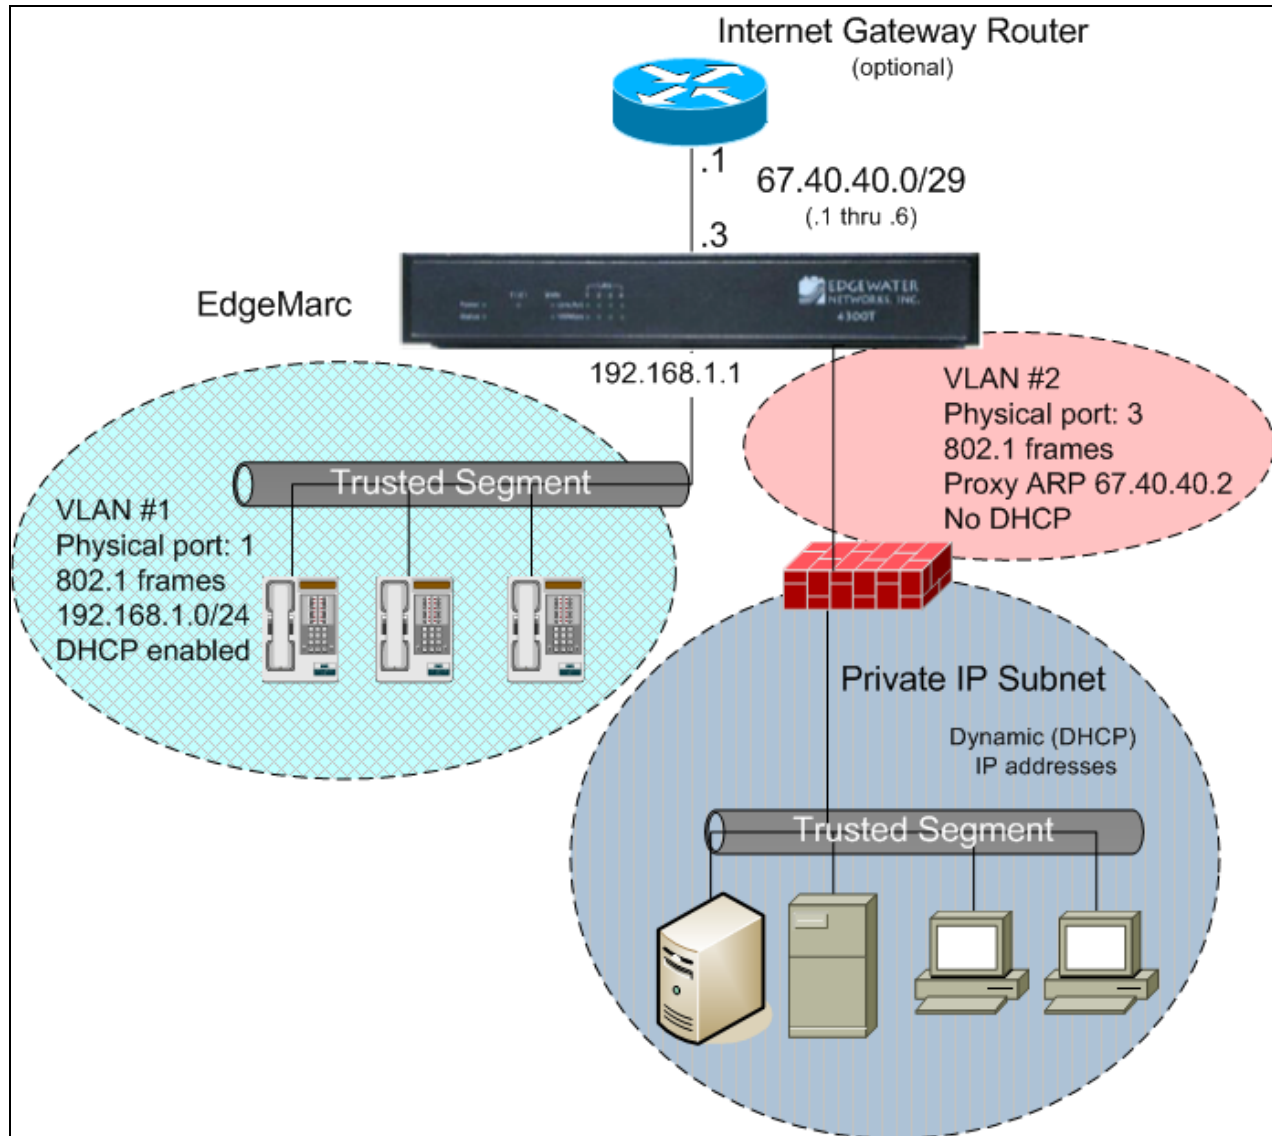 Internet Gateway Router
(optional)
.1
67.40.40.0/29
(.1 thru .6)
.3
EdgeMarc
EDGEWATER
NETWORKS, INC.
4300T
192.168.1.1
VLAN #2
Physical port: 3
802.1 frames
Proxy ARP 67.40.40.2
No DHCP
Trusted Segment
VLAN #1
Physical port: 1
802.1 frames
192.168.1.0/24
DHCP enabled
Private IP Subnet
Dynamic (DHCP)
IP addresses
Trusted Segment